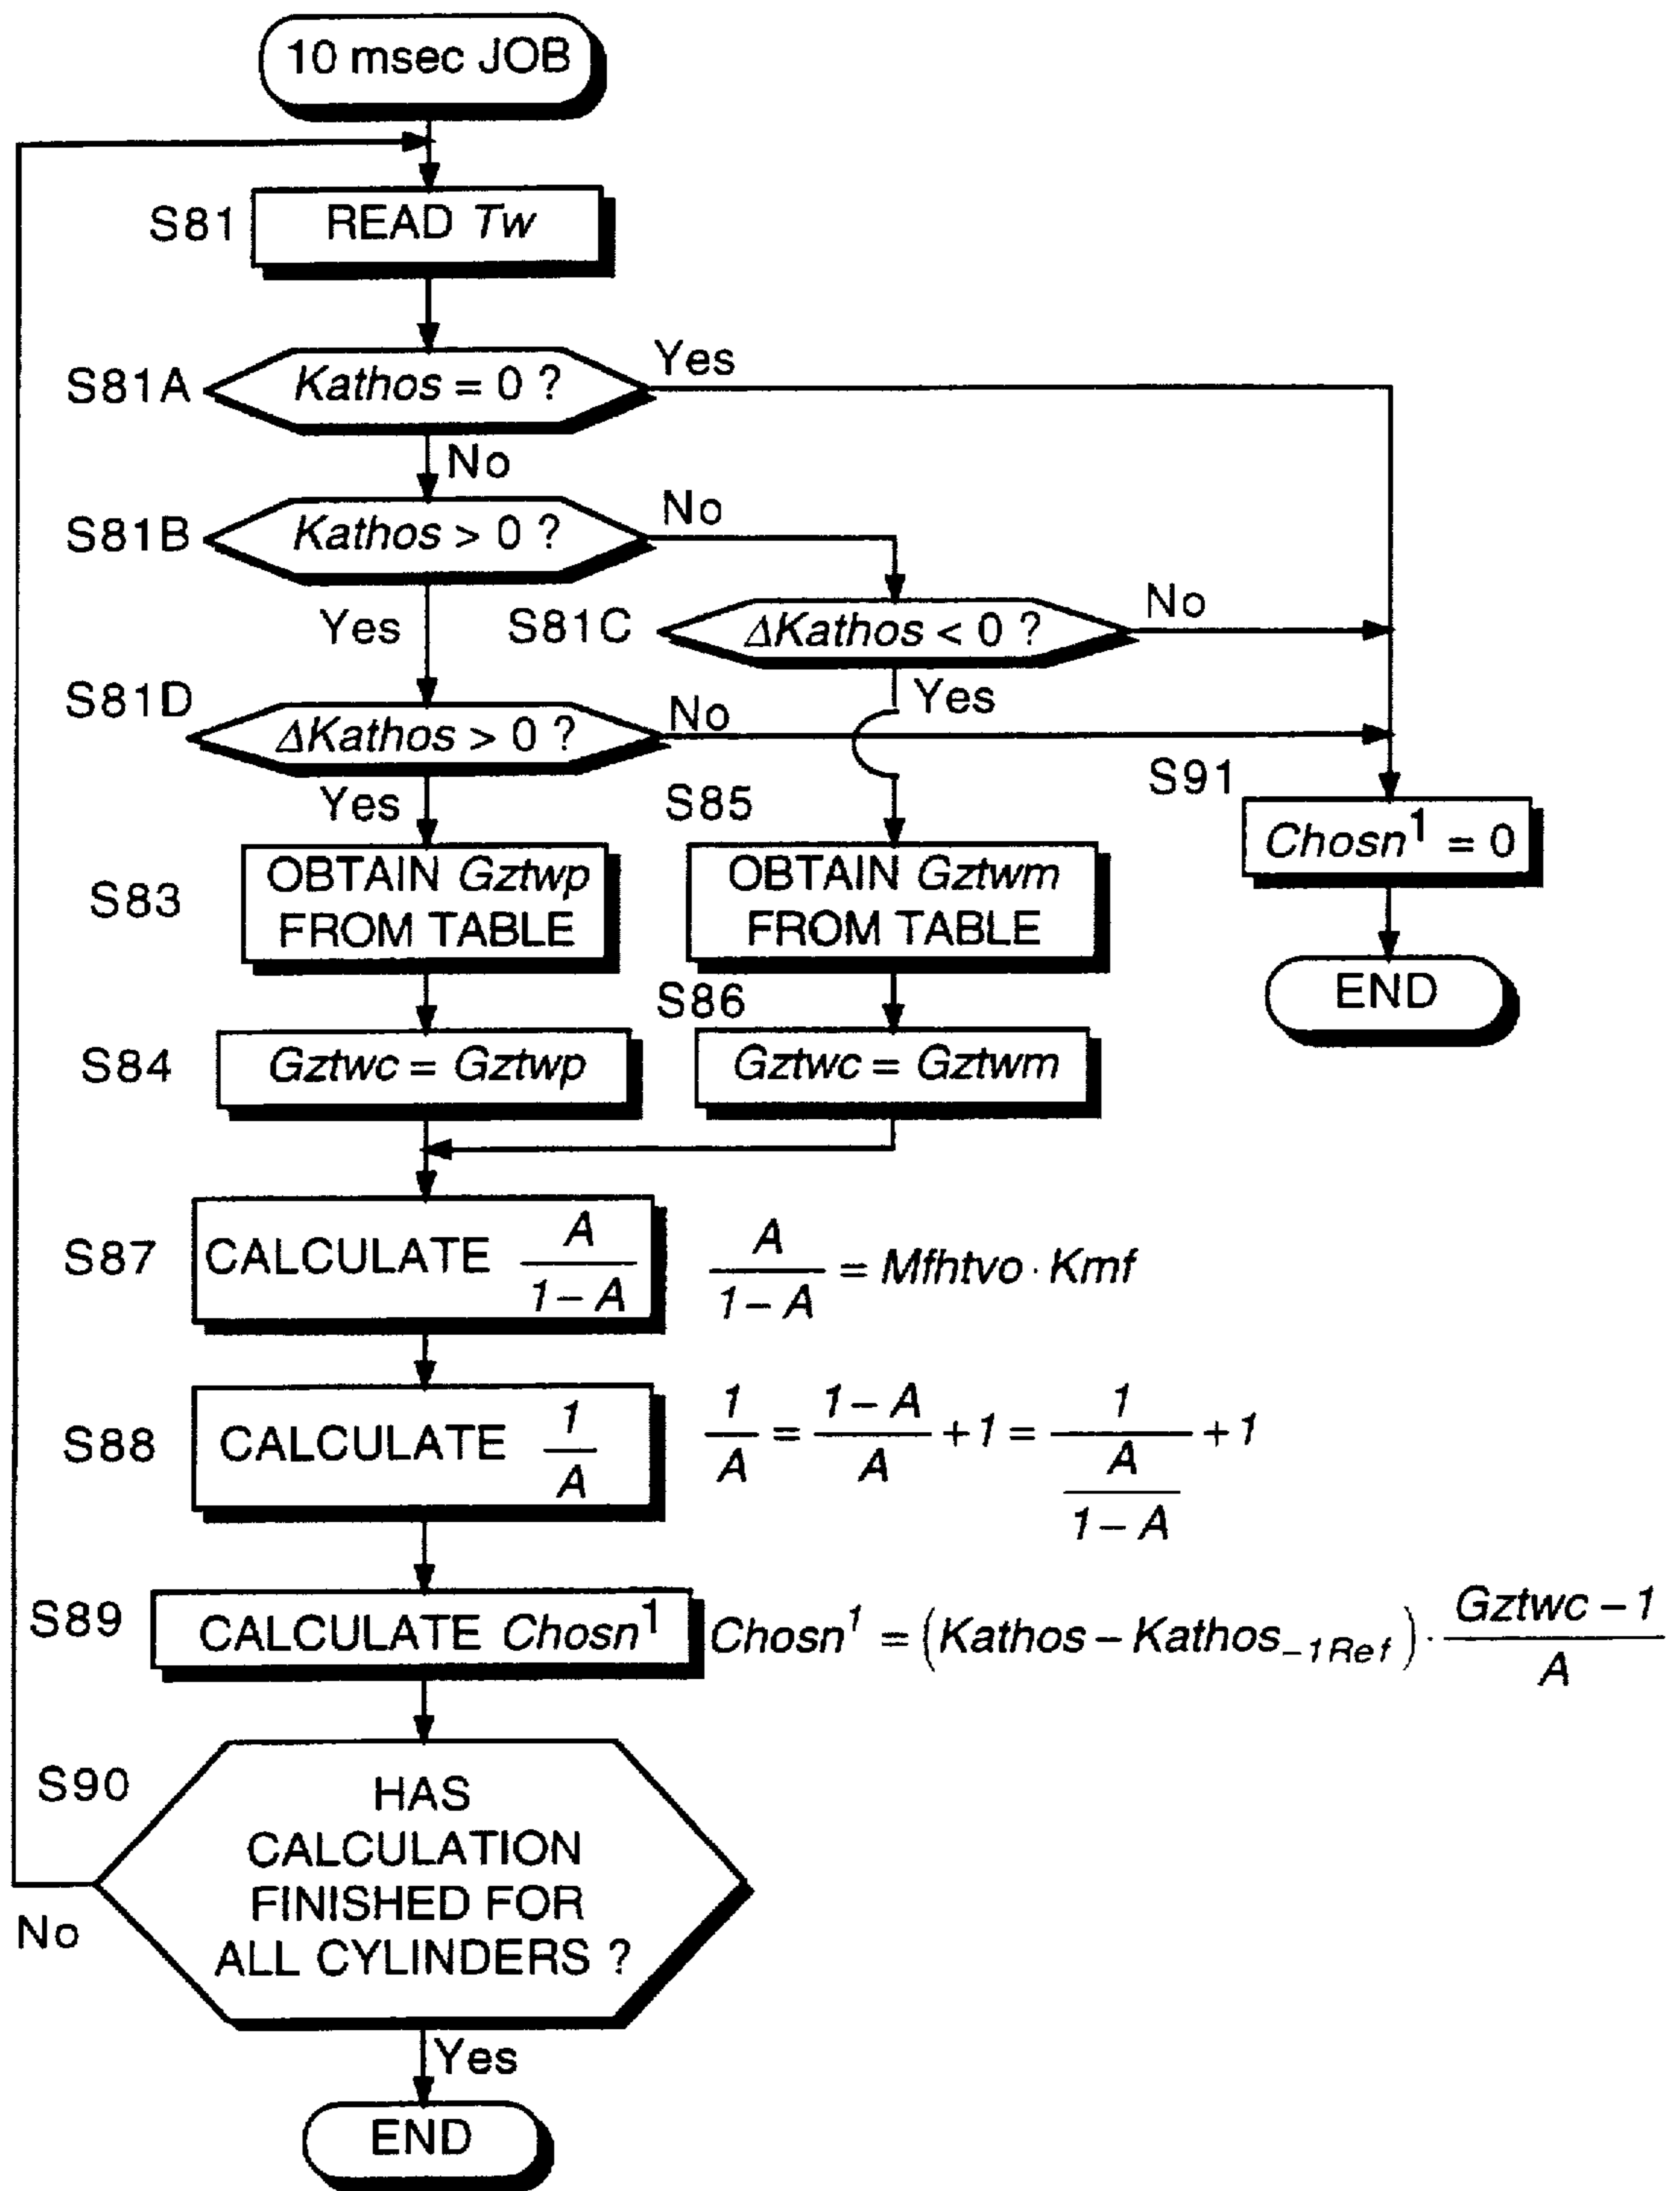 10 msec JOB
S81
READ Tw
S81A
Kathos = 0 ?
Yes
No
S81B
Kathos > 0 ?
No
Yes
S81C
ΔKathos < 0 ?
No
Yes
S81D
ΔKathos > 0 ?
No
Yes
S83
OBTAIN Gztwp
FROM TABLE
S85
OBTAIN Gztwm
FROM TABLE
S91
Chosn¹ = 0
END
S84
Gztwc = Gztwp
S86
Gztwc = Gztwm
S87
CALCULATE A / 1 – A
A / 1 – A = Mfhtvo · Kmf
S88
CALCULATE 1 / A
1 / A = 1 – A / A + 1 = 1 / A / 1 – A + 1
S89
CALCULATE Chosn¹
Chosn¹ = (Kathos – Kathos₋₁Ref) · Gztwc – 1 / A
S90
HAS
CALCULATION
FINISHED FOR
ALL CYLINDERS ?
No
Yes
END